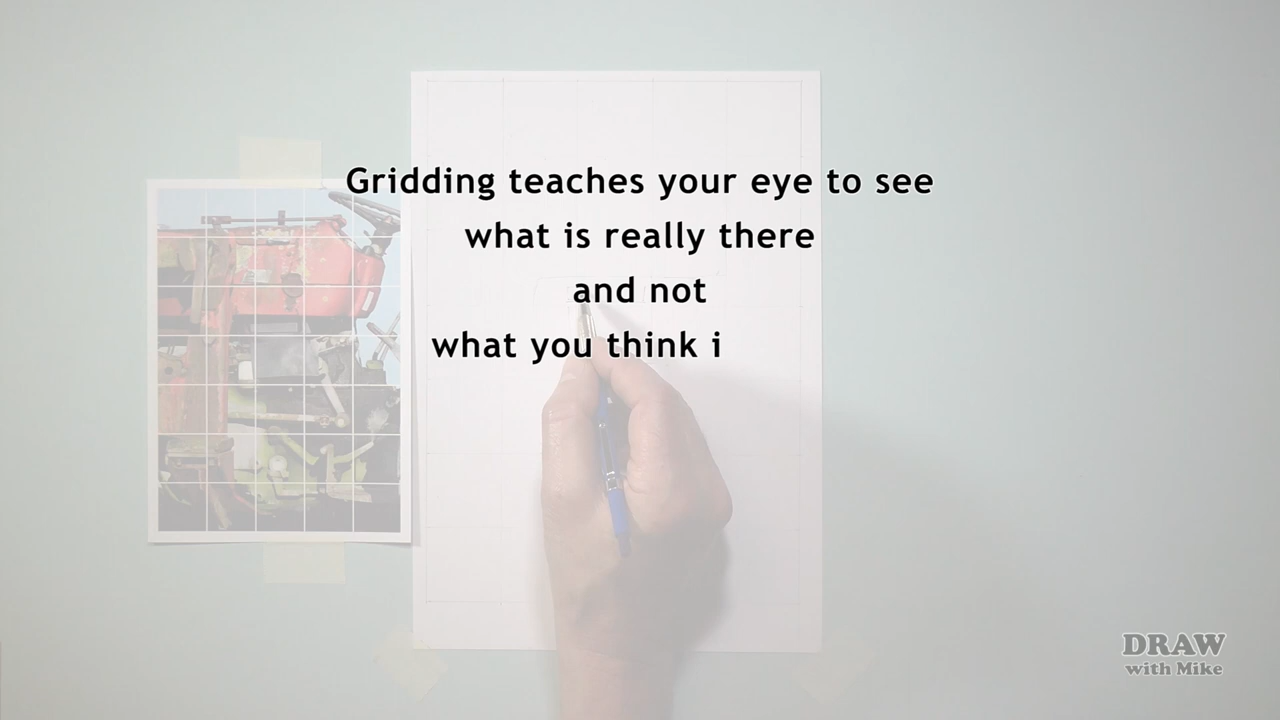 Gridding teaches your eye to see
what is really there
and not
what you think i
DRAW
with Mike